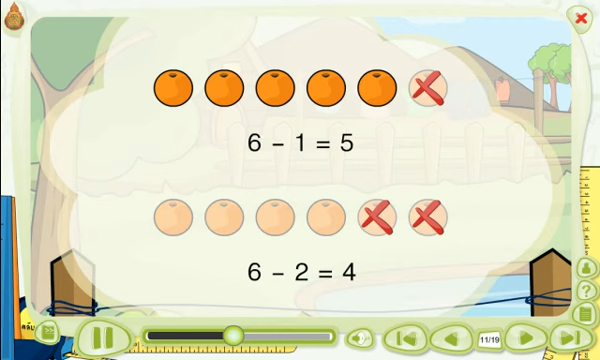 6 − 1 = 5
6 − 2 = 4
11/19